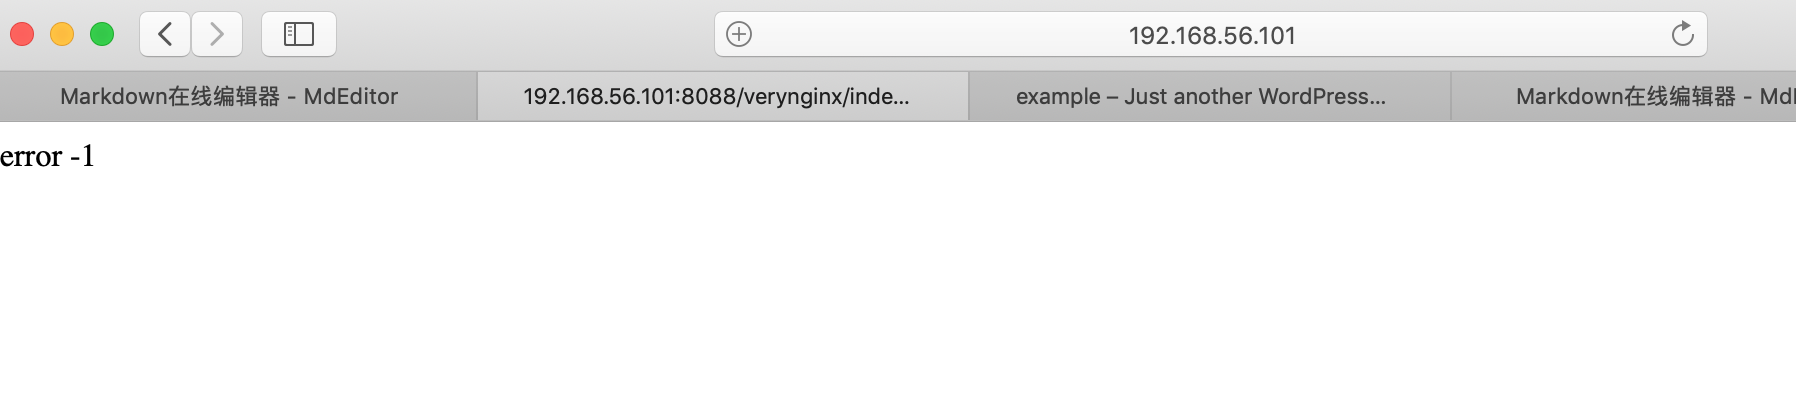 192.168.56.101
Markdown在线编辑器 - MdEditor
192.168.56.101:8088/verynginx/inde...
example – Just another WordPress...
Markdown在线编辑器 - MdE
error -1